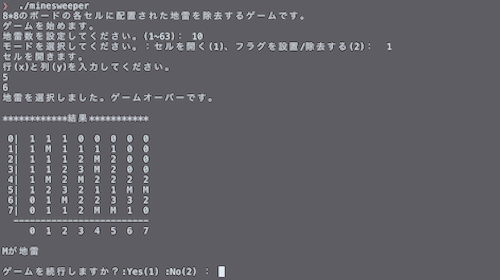 ❯ ./minesweeper
8*8のボードの各セルに配置された地雷を除去するゲームです。
ゲームを始めます。
地雷数を設定してください。(1~63)： 10
モードを選択してください。：セルを開く(1)、フラグを設置/除去する(2)： 1
セルを開きます。
行(x)と列(y)を入力してください。
5
6
地雷を選択しました。ゲームオーバーです。
************結果***********
0| 1 1 1 0 0 0 0 0
1| 1 M 1 1 1 1 0 0
2| 1 1 1 2 M 2 0 0
3| 1 1 2 3 M 2 0 0
4| 1 M 2 M 2 2 2 2
5| 1 2 3 2 1 1 M M
6| 0 1 M 2 2 3 3 2
7| 0 1 1 2 M M 1 0
-------------------------
0 1 2 3 4 5 6 7
Mが地雷
ゲームを続行しますか？:Yes(1) :No(2) ：